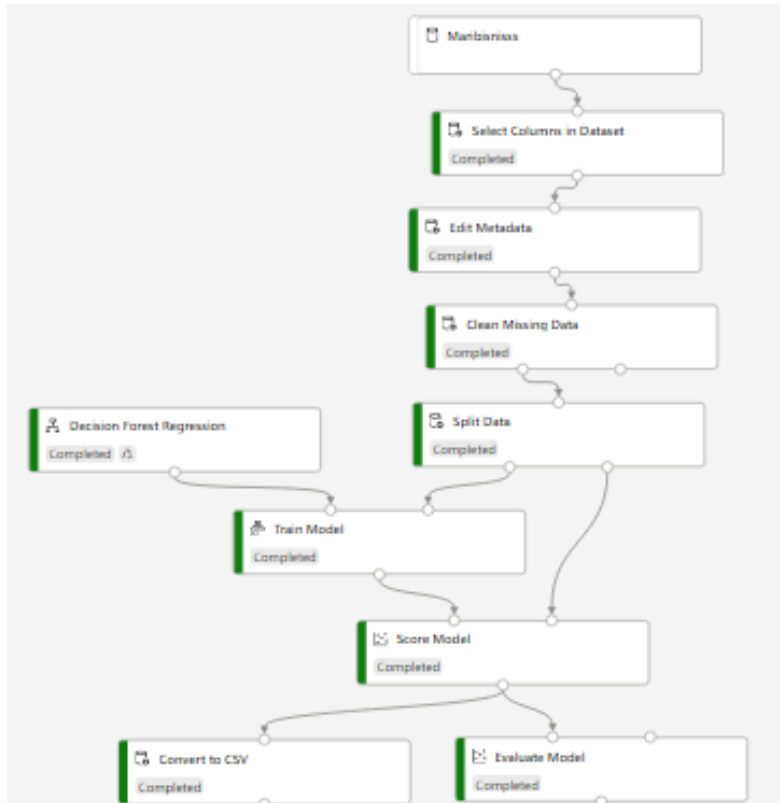 Select Columns in Dataset
Completed
Edit Metadata
Completed
Clean Missing Data
Completed
Decision Forest Regression
Completed
Split Data
Completed
Train Model
Completed
Score Model
Completed
Convert to CSV
Completed
Evaluate Model
Completed